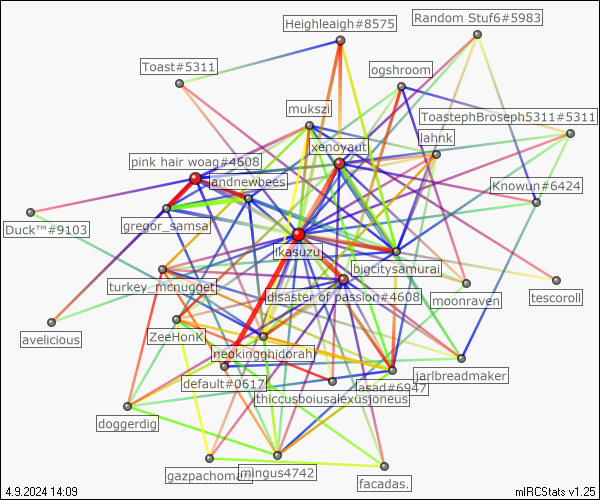 Random Stuf6#5983
Heighleaigh#8575
Toast#5311
ogshroom
mukszi
ToastephBroseph5311#5311
lahnk
xenoyaut
pink hair woag#4608
landnewbees
Knowun#6424
gregor_samsa
Duck™#9103
ikasuzu
bigcitysamurai
turkey_mcnugget
disaster of passion#4608
moonraven
tescoroll
avelicious
ZeeHonK
neokingghidorah
jarlbreadmaker
default#0617
lasad#6947
thiccusboiusalexusjoneus
doggerdig
gazpachoman
mingus4742
facadas.
4.9.2024 14:09
mIRCStats v1.25